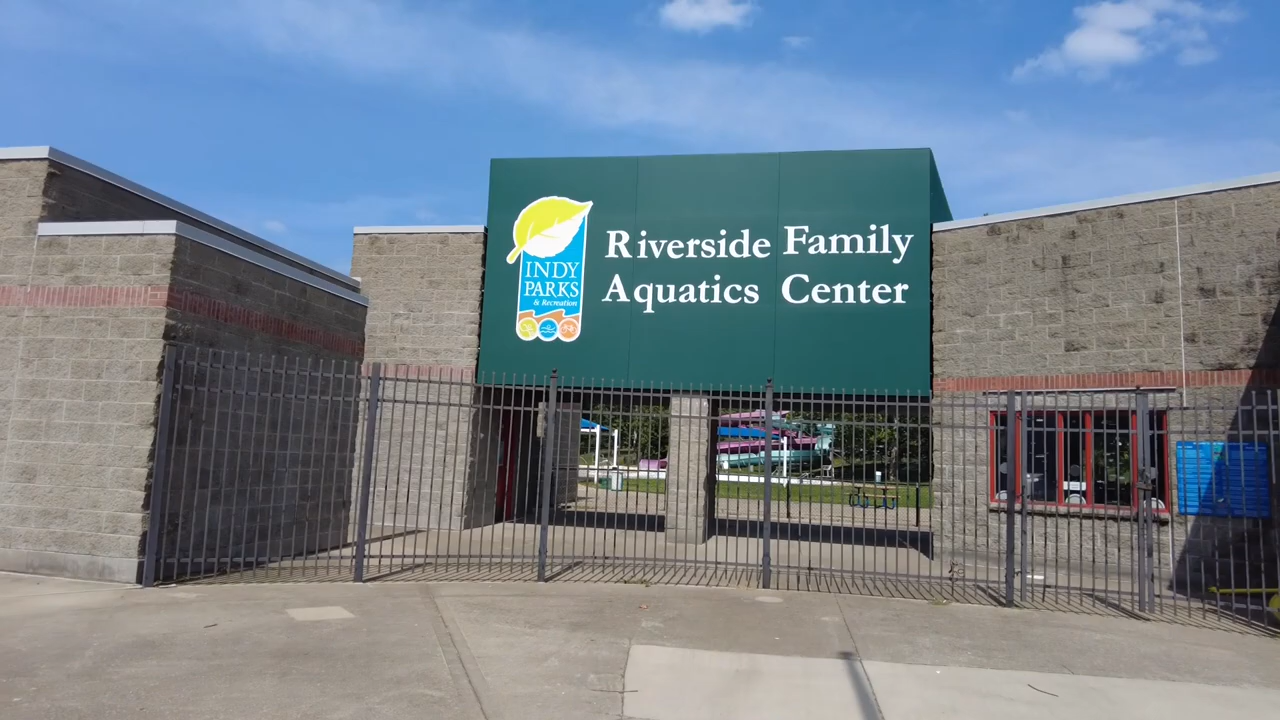 INDY
PARKS
& Recreation
Riverside Family
Aquatics Center